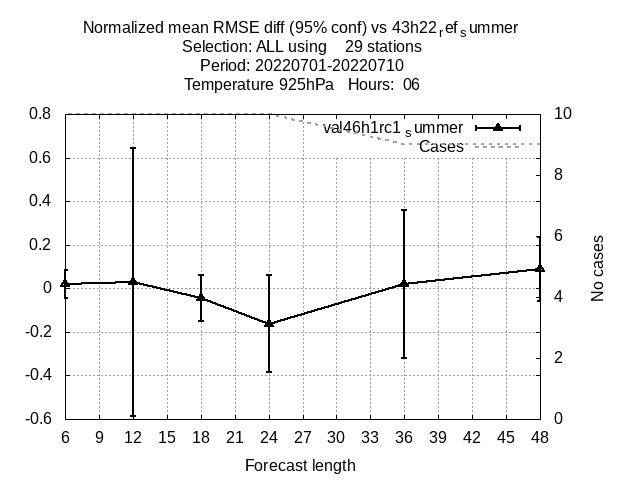 Normalized mean RMSE diff (95% conf) vs 43h22refsummer
Selection: ALL using 29 stations
Period: 20220701-20220710
Temperature 925hPa Hours: 06
val46h1rc1summer
Cases
0.8
0.6
0.4
0.2
0
-0.2
-0.4
-0.6
10
8
6
4
2
0
No cases
6 9 12 15 18 21 24 27 30 33 36 39 42 45 48
Forecast length